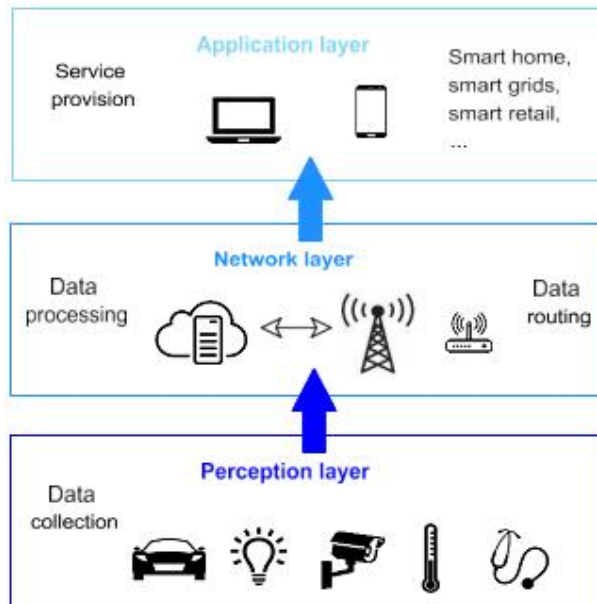 Application layer
Service
provision
Smart home,
smart grids,
smart retail,
...
Network layer
Data
processing
Data
routing
Perception layer
Data
collection